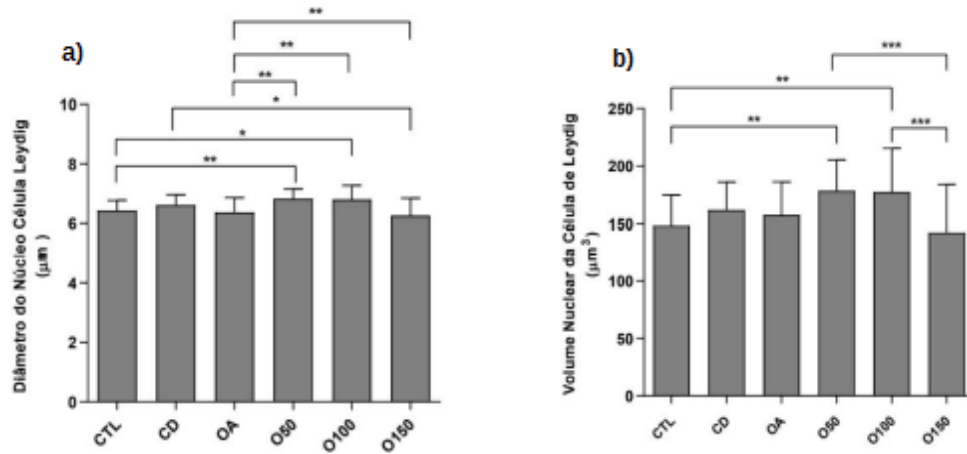 a)
**
**
**
*
*
**
10
8
6
4
2
0
Diâmetro do Núcleo Célula Leydig
(µm )
CTL
CD
OA
O50
O100
O150
b)
***
**
**
***
250
200
150
100
50
0
Volume Nuclear da Célula de Leydig
(µm³)
CTL
CD
OA
O50
O100
O150